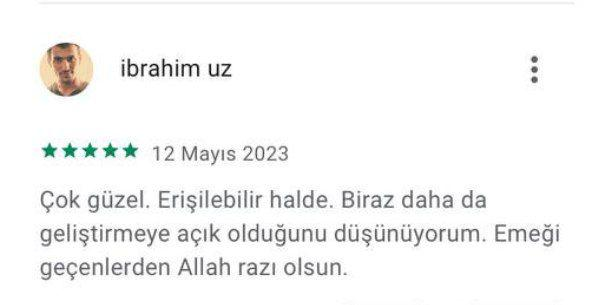 ibrahim uz
12 Mayıs 2023
Çok güzel. Erişilebilir halde. Biraz daha da
geliştirmeye açık olduğunu düşünüyorum. Emeği
geçenlerden Allah razı olsun.